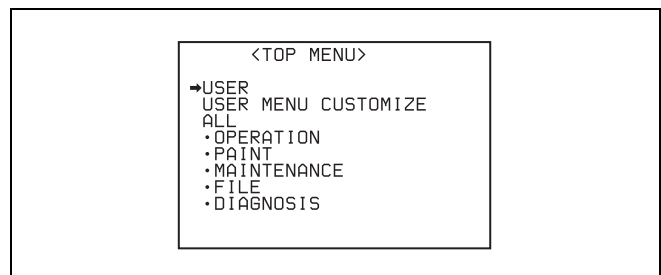 <TOP MENU>
➡USER
USER MENU CUSTOMIZE
ALL
·OPERATION
·PAINT
·MAINTENANCE
·FILE
·DIAGNOSIS